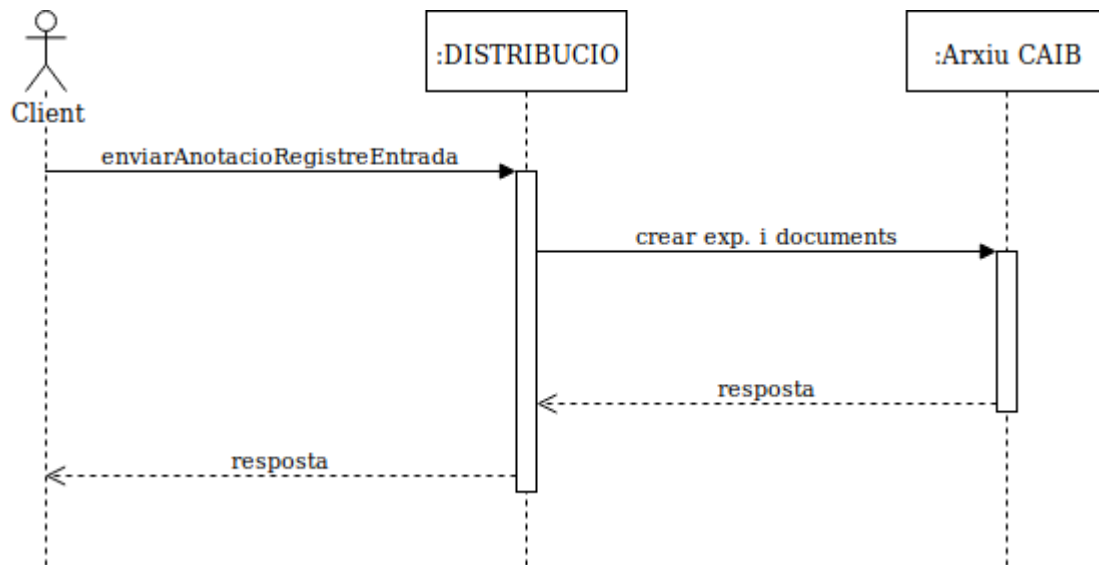 :DISTRIBUCIO
:Arxiu CAIB
Client
enviarAnotacioRegistreEntrada
crear exp. i documents
resposta
resposta